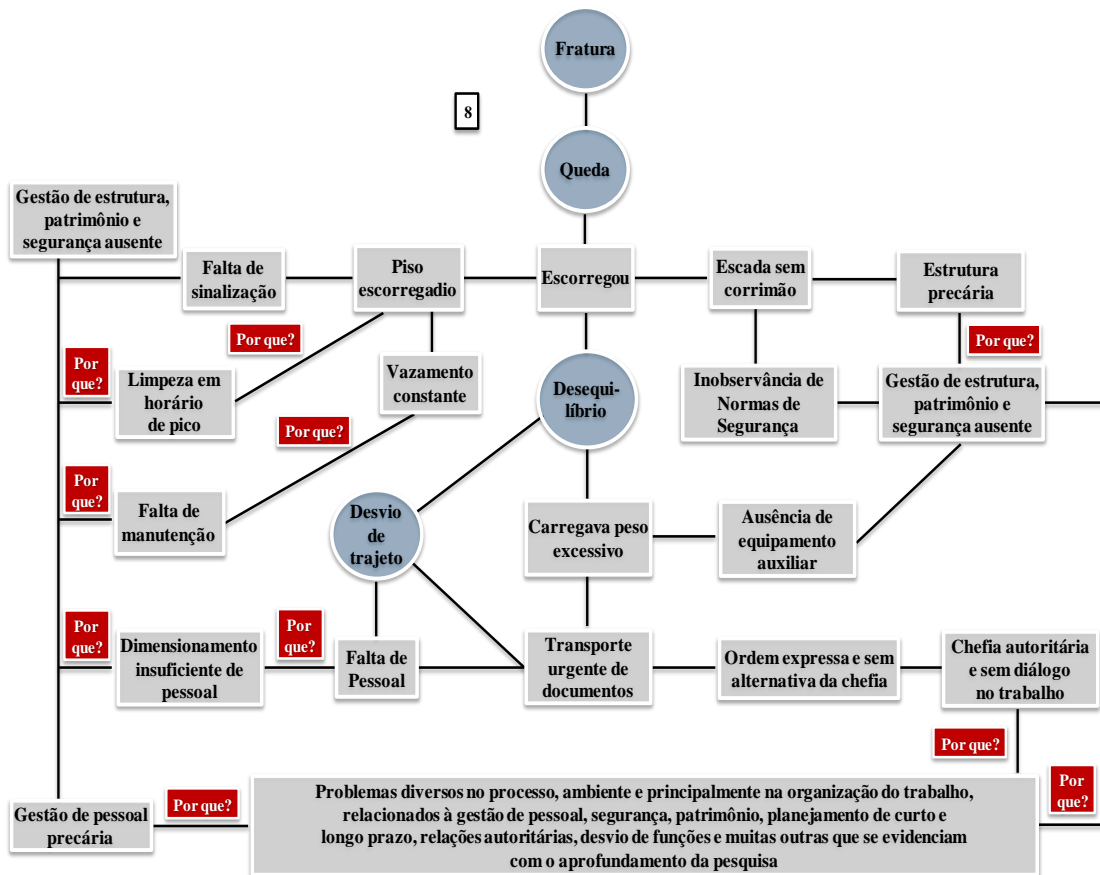 Fratura
8
Queda
Gestão de estrutura,
patrimônio e
segurança ausente
Falta de
sinalização
Piso
escorregadio
Escorregou
Escada sem
corrimão
Estrutura
precária
Por que?
Por que?
Por
que?
Limpeza em
horário
de pico
Vazamento
constante
Desequi-
líbrio
Inobservância de
Normas de
Segurança
Gestão de estrutura,
patrimônio e
segurança ausente
Por que?
Por
que?
Falta de
manutenção
Desvio
de
trajeto
Carregava peso
excessivo
Ausência de
equipamento
auxiliar
Por
que?
Dimensionamento
insuficiente de
pessoal
Por
que?
Falta de
Pessoal
Transporte
urgente de
documentos
Ordem expressa e sem
alternativa da chefia
Chefia autoritária
e sem diálogo
no trabalho
Por que?
Gestão de pessoal
precária
Por que?
Problemas diversos no processo, ambiente e principalmente na organização do trabalho,
relacionados à gestão de pessoal, segurança, patrimônio, planejamento de curto e
longo prazo, relações autoritárias, desvio de funções e muitas outras que se evidenciam
com o aprofundamento da pesquisa
Por
que?